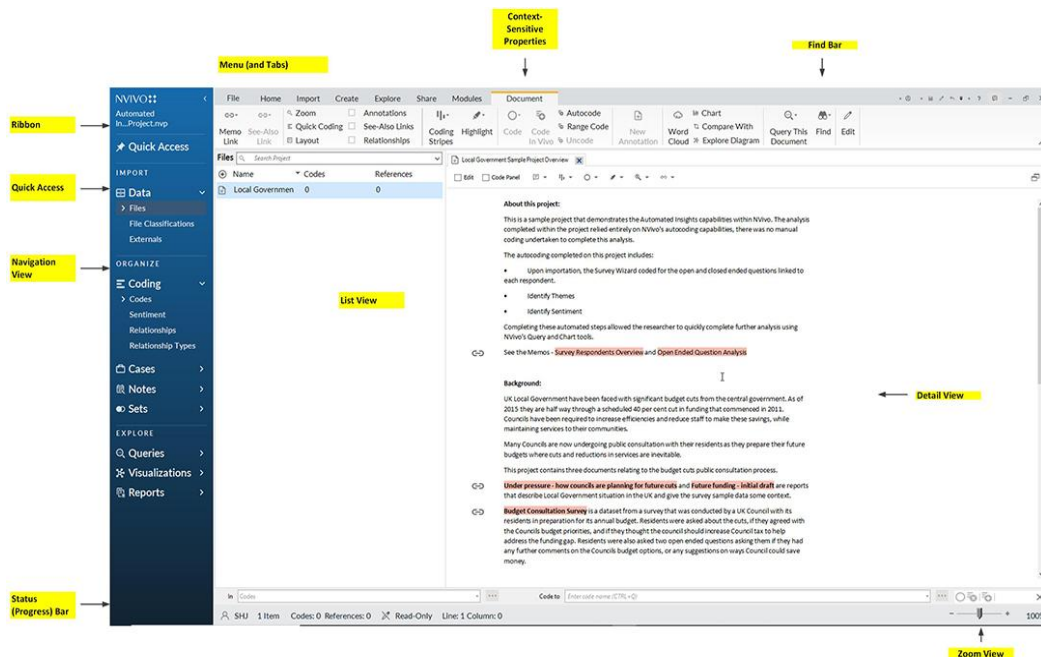 Context-
Sensitive
Properties
Find Bar
Menu (and Tabs)
NVIVO
Automated
In...Project.nvp
File Home Import Create Explore Share Modules Document
Ribbon
Memo
Link
See-Also
Link
Zoom
Quick Coding
Layout
Annotations
See-Also Links
Relationships
Coding
Stripes
Highlight
Code
Code
In Vivo
Autocode
Range Code
Uncode
New
Annotation
Word
Cloud
Chart
Compare With
Explore Diagram
Query This
Document
Find
Edit
Quick Access
Files Search Project
Local Government Sample Project Overview
IMPORT
Name Codes References
Edit Code Panel
Quick Access
Data
Local Governmen 0 0
Files
File Classifications
Externals
Navigation
View
ORGANIZE
Coding
Codes
Sentiment
Relationships
Relationship Types
Cases
Notes
Sets
EXPLORE
Queries
Visualizations
Reports
List View
About this project:
This is a sample project that demonstrates the Automated Insights capabilities within NVivo. The analysis
completed within the project relied entirely on NVivo's autocoding capabilities, there was no manual
coding undertaken to complete this analysis.
The autocoding completed on this project includes:
• Upon importation, the Survey Wizard coded for the open and closed ended questions linked to
each respondent.
• Identify Themes
• Identify Sentiment
Completing these automated steps allowed the researcher to quickly complete further analysis using
NVivo's Query and Chart tools.
See the Memos - Survey Respondents Overview and Open Ended Question Analysis
Background:
UK Local Government have been faced with significant budget cuts from the central government. As of
2015 they are half way through a scheduled 40 per cent cut in funding that commenced in 2011.
Councils have been required to increase efficiencies and reduce staff to make these savings, while
maintaining services to their communities.
Many Councils are now undergoing public consultation with their residents as they prepare their future
budgets where cuts and reductions in services are inevitable.
This project contains three documents relating to the budget cuts public consultation process.
Under pressure - how councils are planning for future cuts and Future funding - initial draft are reports
that describe Local Government situation in the UK and give the survey sample data some context.
Budget Consultation Survey is a dataset from a survey that was conducted by a UK Council with its
residents in preparation for its annual budget. Residents were asked about the cuts, if they agreed with
the Councils budget priorities, and if they thought the council should increase Council tax to help
address the funding gap. Residents were also asked two open ended questions asking them if they had
any further comments on the Councils budget options, or any suggestions on ways Council could save
money.
Detail View
Status
(Progress) Bar
In Codes
Code to Enter code name (CTRL+Q)
SHJ 1 Item Codes: 0 References: 0 Read-Only Line: 1 Column: 0
100%
Zoom View